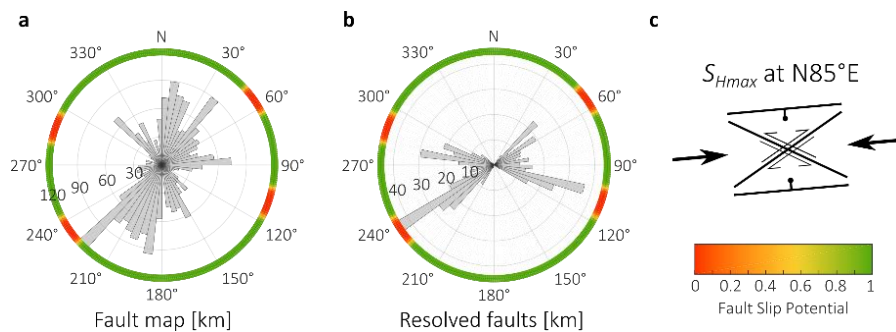 a
N
330°
30°
300°
60°
270°
90°
120 90 60 30
240°
120°
210°
150°
180°
Fault map [km]
b
N
330°
30°
300°
60°
270°
90°
40 30 20 10
240°
120°
210°
150°
180°
Resolved faults [km]
c
SHmax at N85°E
0 0.2 0.4 0.6 0.8 1
Fault Slip Potential